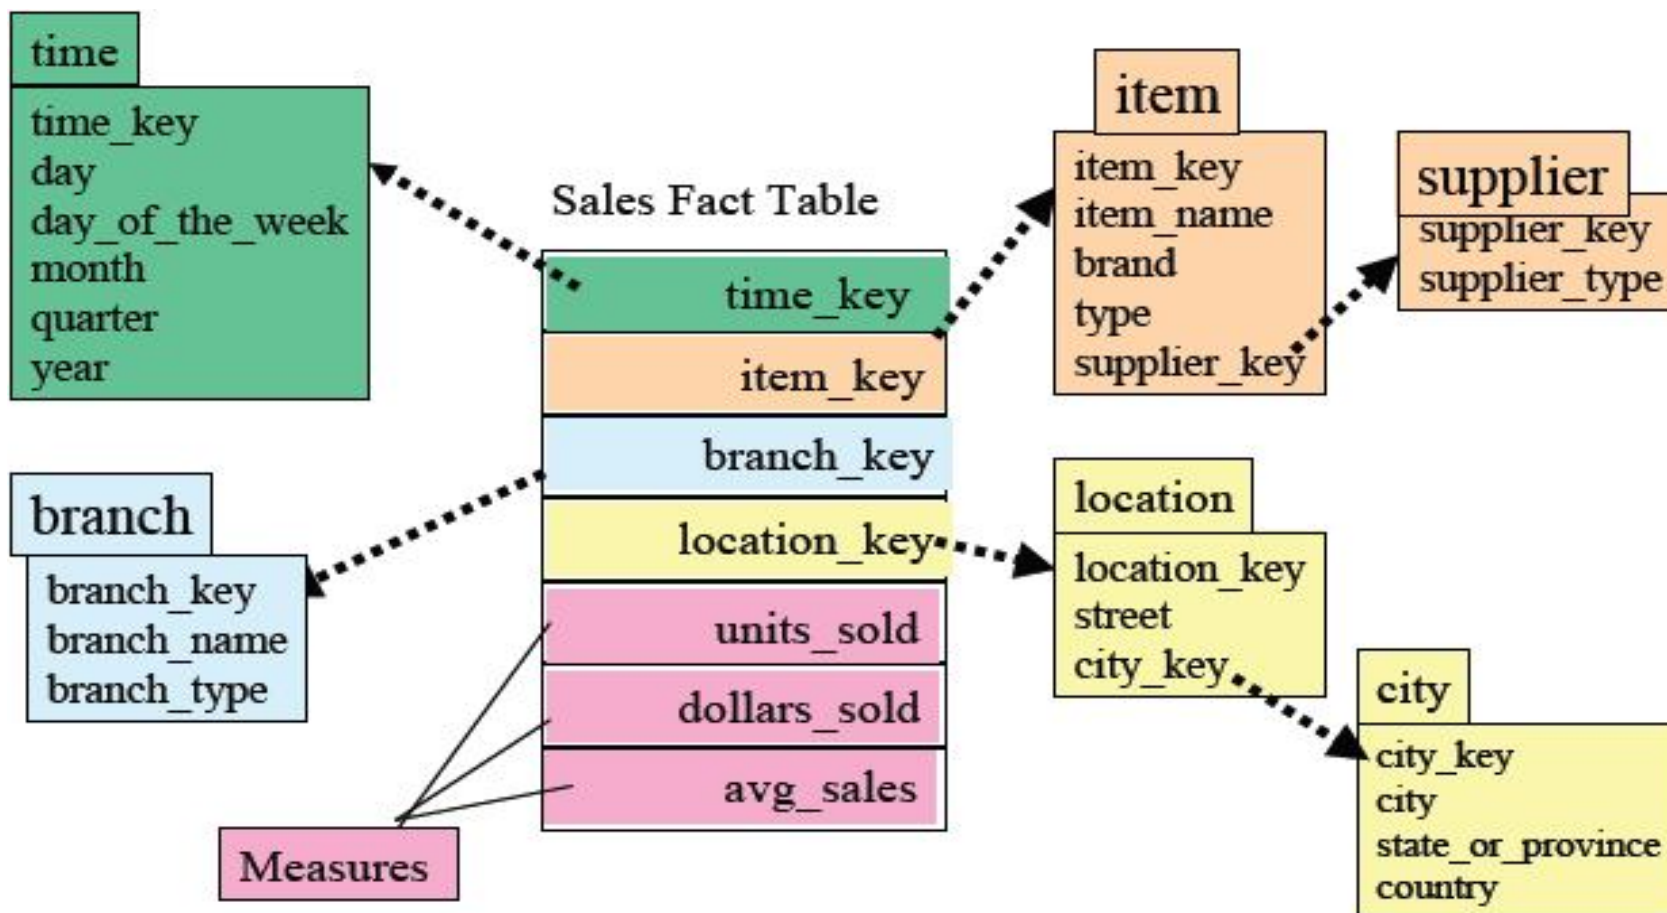 time
time_key
day
day_of_the_week
month
quarter
year
branch
branch_key
branch_name
branch_type
Sales Fact Table
time_key
item_key
branch_key
location_key
units_sold
dollars_sold
avg_sales
Measures
item
item_key
item_name
brand
type
supplier_key
supplier
supplier_key
supplier_type
location
location_key
street
city_key
city
city_key
city
state_or_province
country